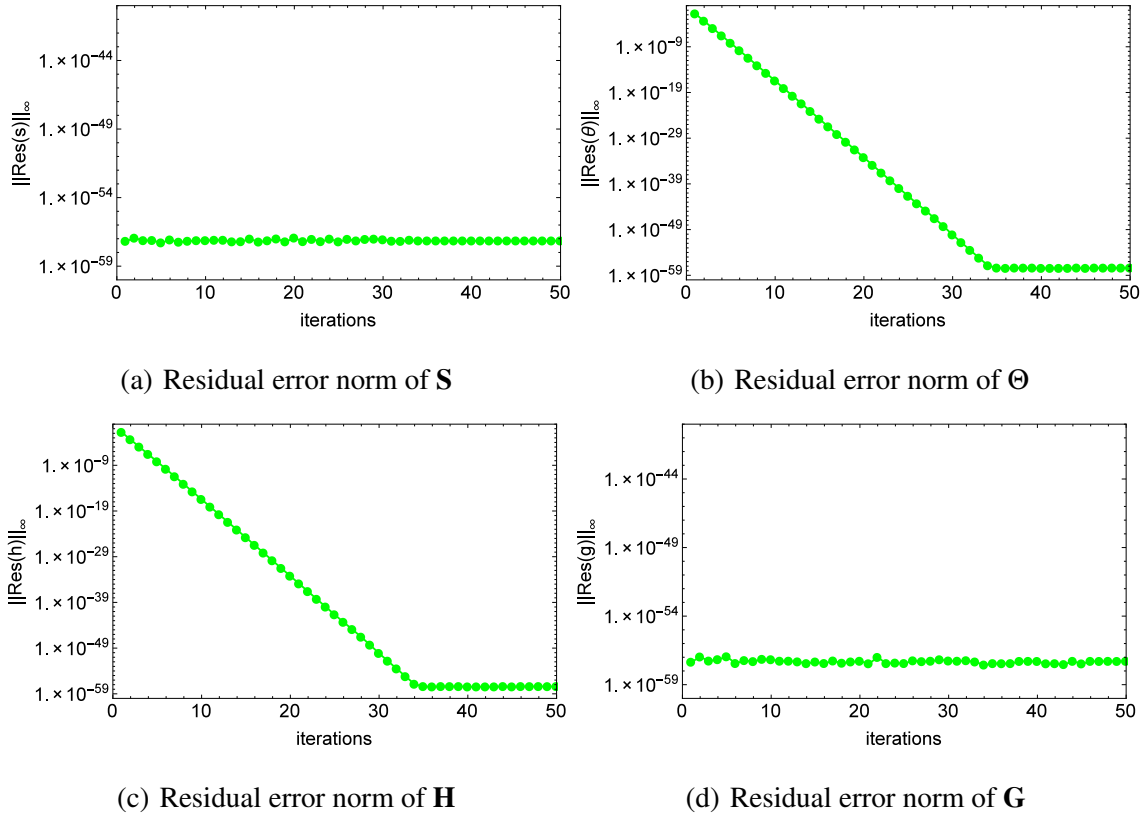 ||Res(s)||∞
1.×10⁻⁴⁴
1.×10⁻⁴⁹
1.×10⁻⁵⁴
1.×10⁻⁵⁹
0 10 20 30 40 50
iterations
(a) Residual error norm of S
||Res(θ)||∞
1.×10⁻⁹
1.×10⁻¹⁹
1.×10⁻²⁹
1.×10⁻³⁹
1.×10⁻⁴⁹
1.×10⁻⁵⁹
0 10 20 30 40 50
iterations
(b) Residual error norm of Θ
||Res(h)||∞
1.×10⁻⁹
1.×10⁻¹⁹
1.×10⁻²⁹
1.×10⁻³⁹
1.×10⁻⁴⁹
1.×10⁻⁵⁹
0 10 20 30 40 50
iterations
(c) Residual error norm of H
||Res(g)||∞
1.×10⁻⁴⁴
1.×10⁻⁴⁹
1.×10⁻⁵⁴
1.×10⁻⁵⁹
0 10 20 30 40 50
iterations
(d) Residual error norm of G